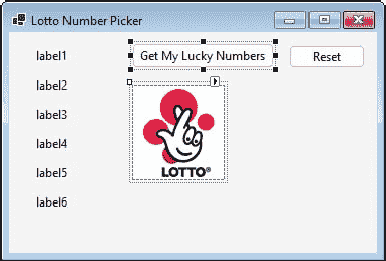 Lotto Number Picker
label1
Get My Lucky Numbers
Reset
label2
label3
label4
label5
label6
LOTTO®